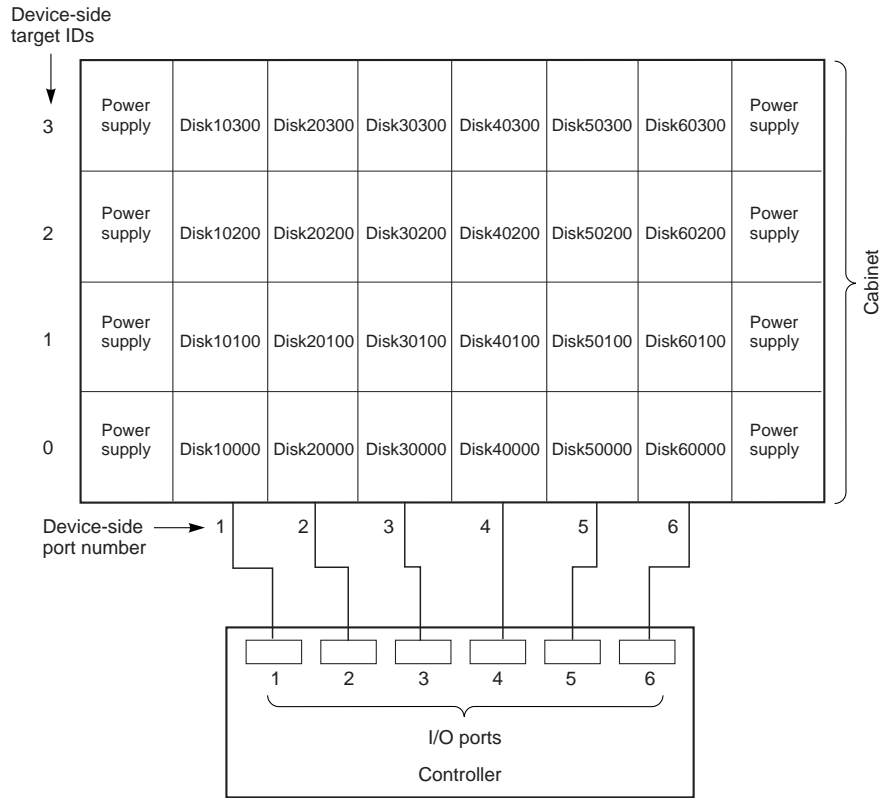 Device-side
target IDs
3
Power
supply
Disk10300
Disk20300
Disk30300
Disk40300
Disk50300
Disk60300
Power
supply
2
Power
supply
Disk10200
Disk20200
Disk30200
Disk40200
Disk50200
Disk60200
Power
supply
1
Power
supply
Disk10100
Disk20100
Disk30100
Disk40100
Disk50100
Disk60100
Power
supply
0
Power
supply
Disk10000
Disk20000
Disk30000
Disk40000
Disk50000
Disk60000
Power
supply
Cabinet
Device-side
port number
1 2 3 4 5 6
1 2 3 4 5 6
I/O ports
Controller